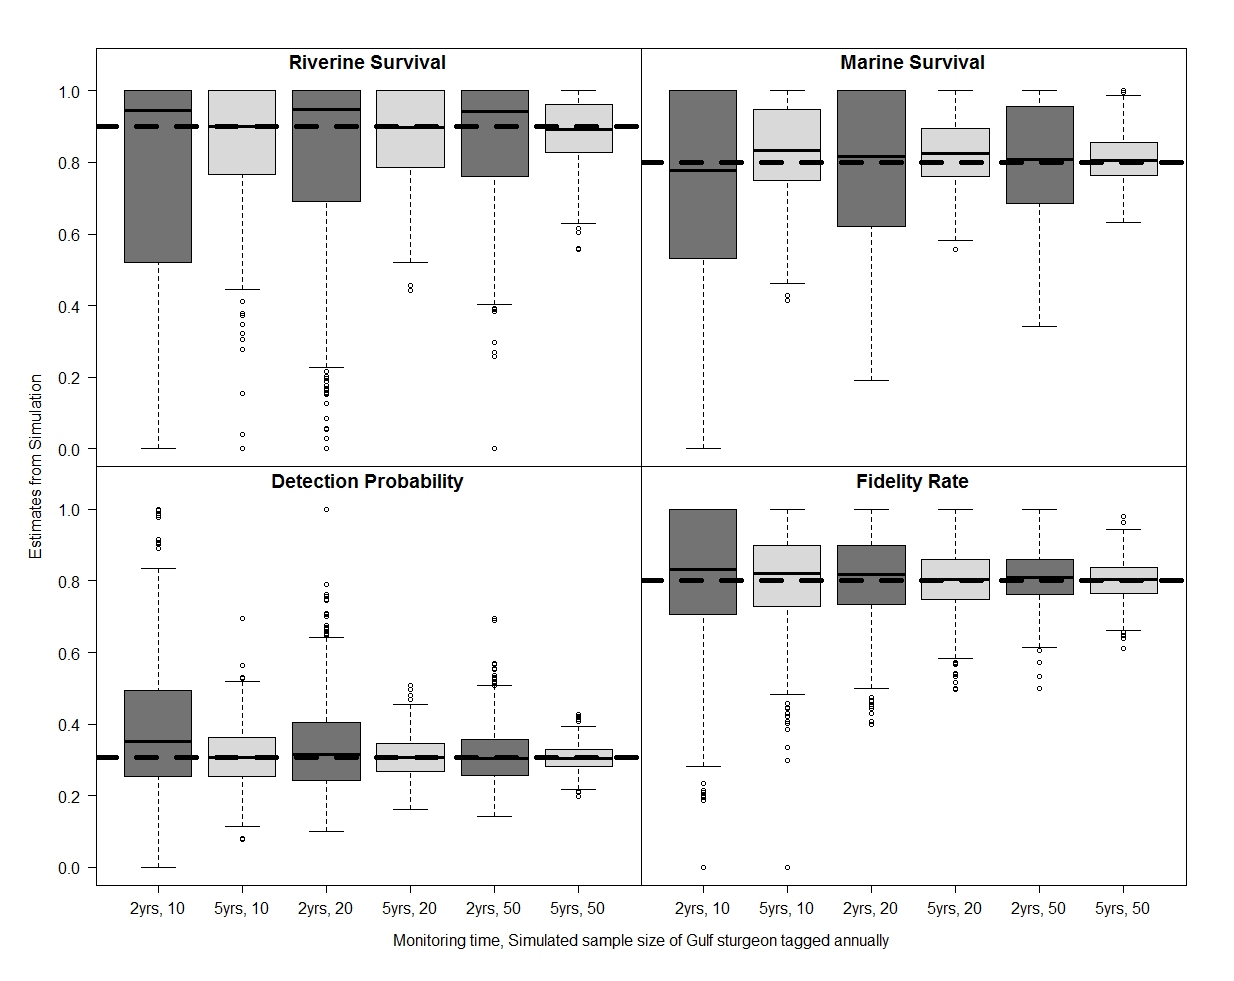 Riverine Survival
Marine Survival
1.0
0.8
0.6
0.4
0.2
0.0
Detection Probability
Fidelity Rate
1.0
0.8
0.6
0.4
0.2
0.0
Estimates from Simulation
2yrs, 10 5yrs, 10 2yrs, 20 5yrs, 20 2yrs, 50 5yrs, 50
2yrs, 10 5yrs, 10 2yrs, 20 5yrs, 20 2yrs, 50 5yrs, 50
Monitoring time, Simulated sample size of Gulf sturgeon tagged annually